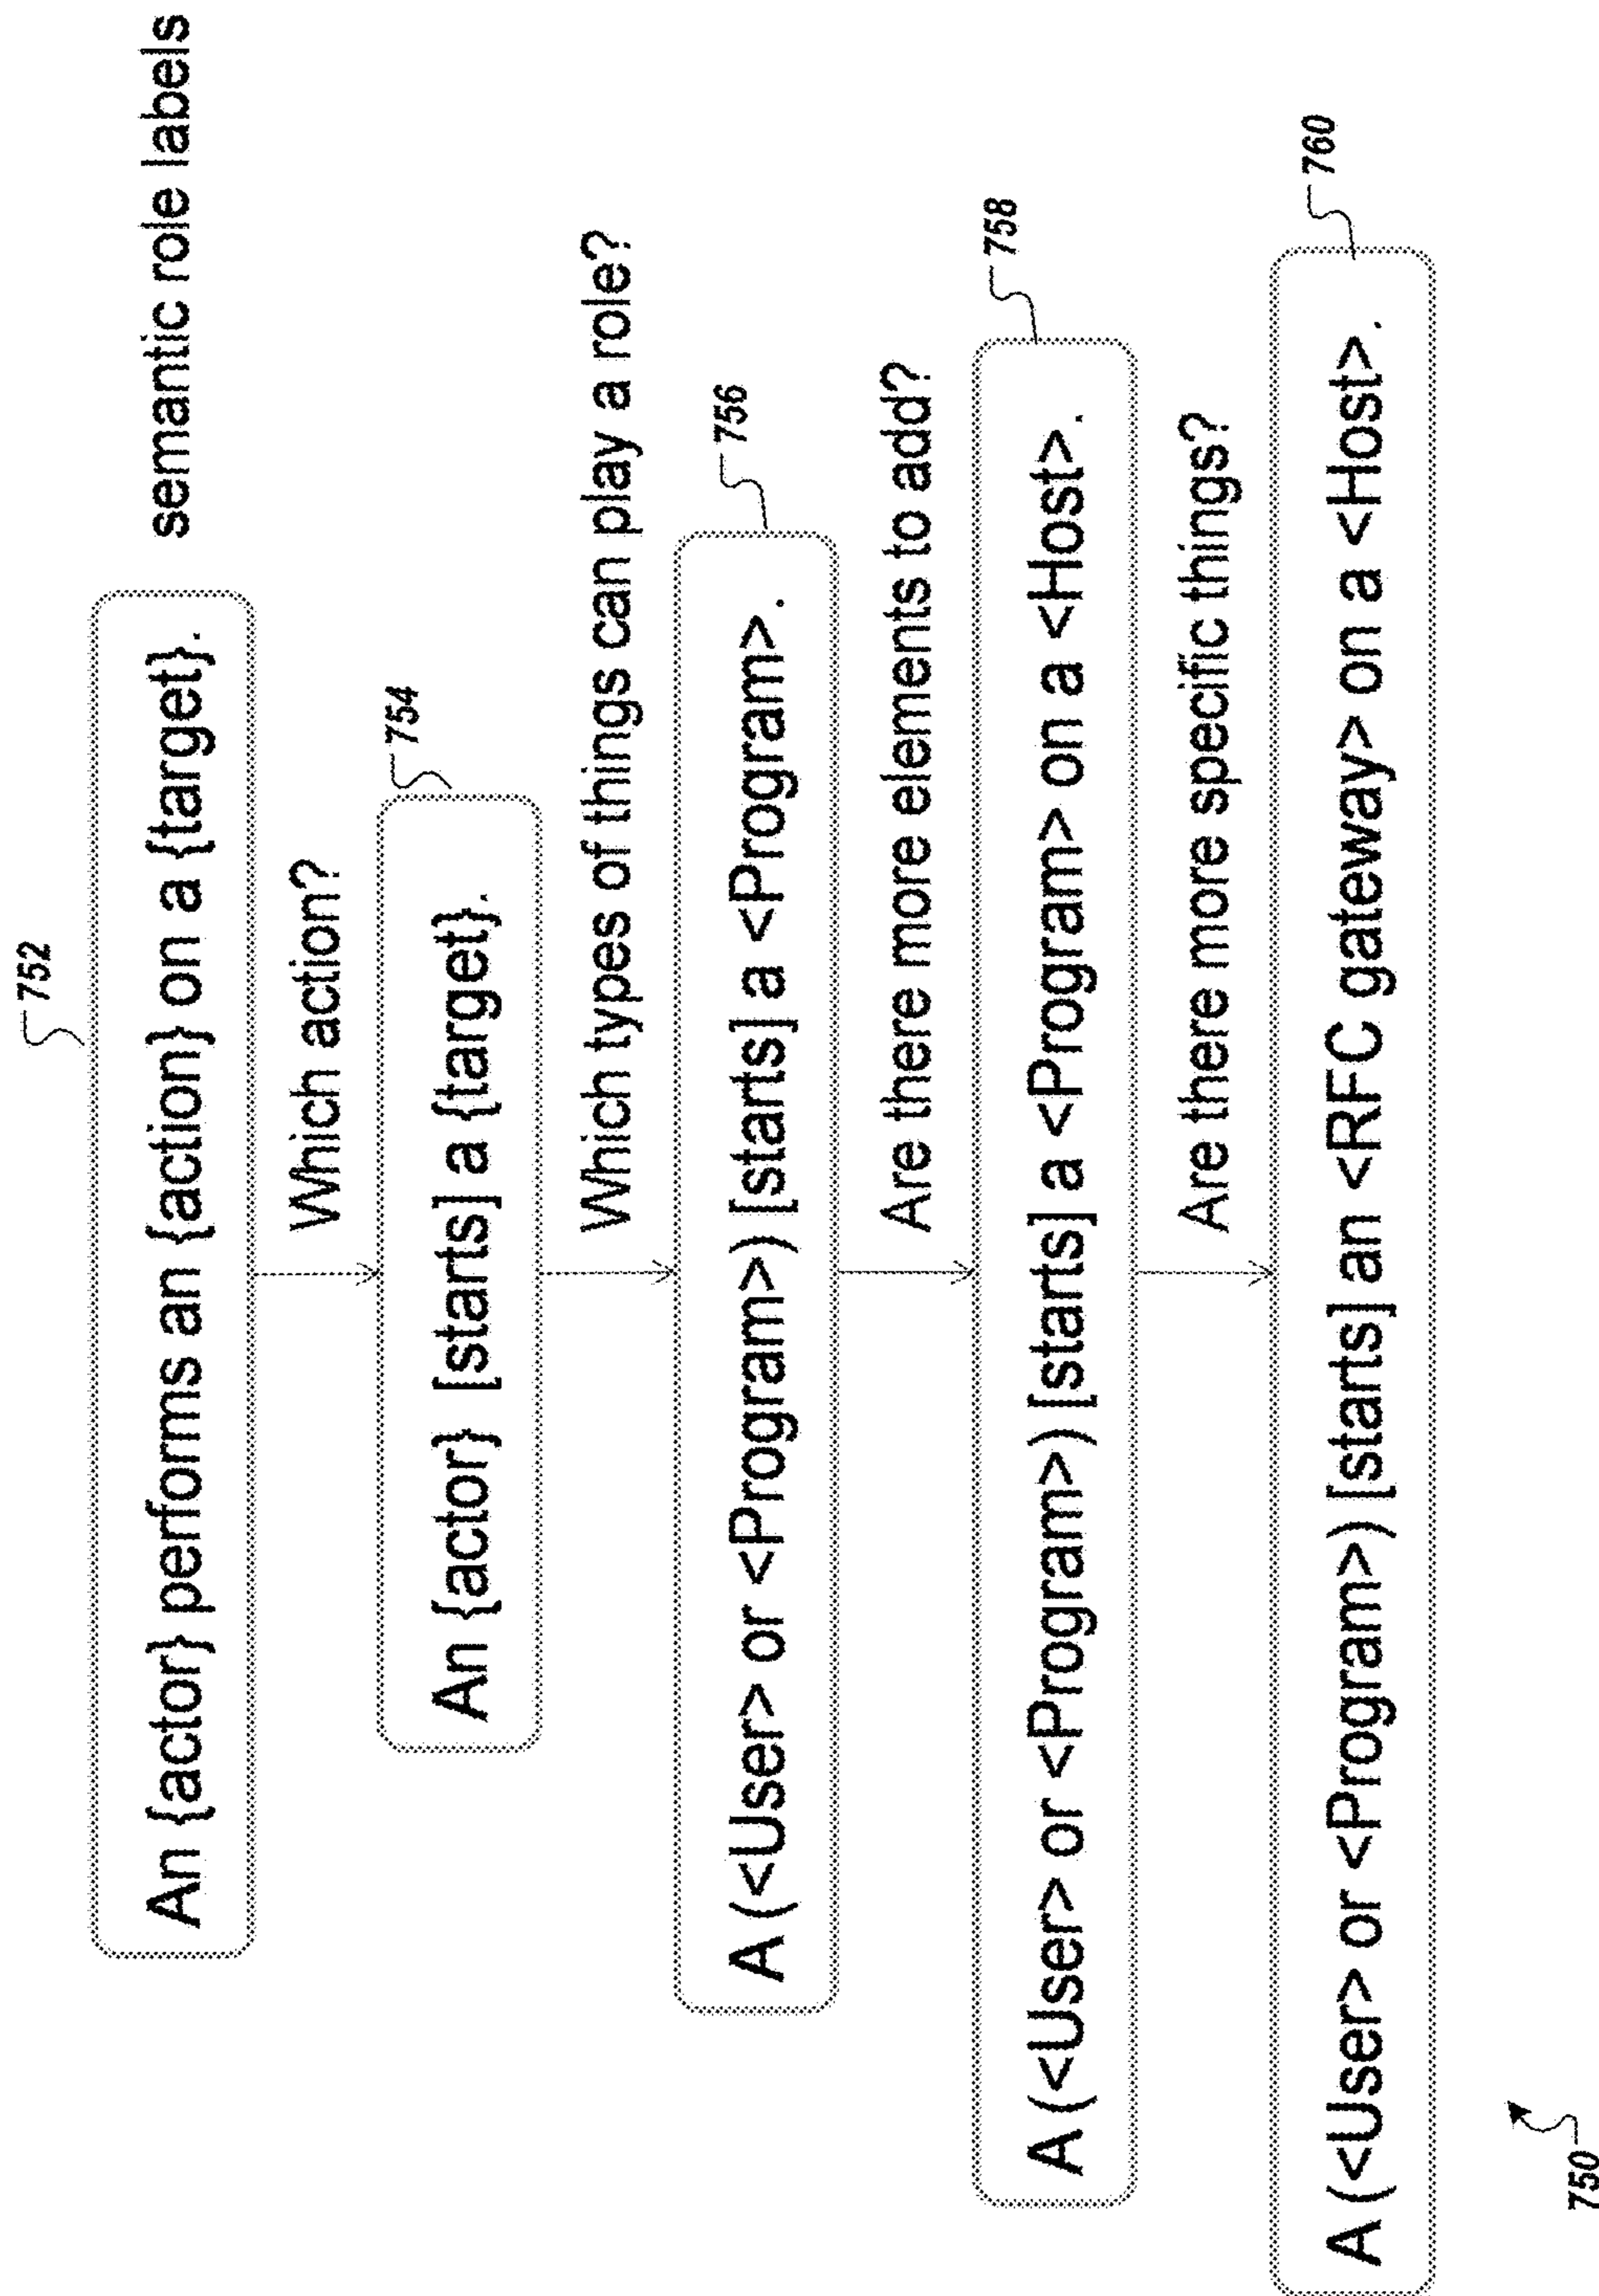 752
An {actor} performs an {action} on a {target}. semantic role labels
Which action?
754
An {actor} [starts] a {target}.
Which types of things can play a role?
756
A (<User> or <Program>) [starts] a <Program>.
Are there more elements to add?
758
A (<User> or <Program>) [starts] a <Program> on a <Host>.
Are there more specific things?
760
A (<User> or <Program>) [starts] an <RFC gateway> on a <Host>.
750